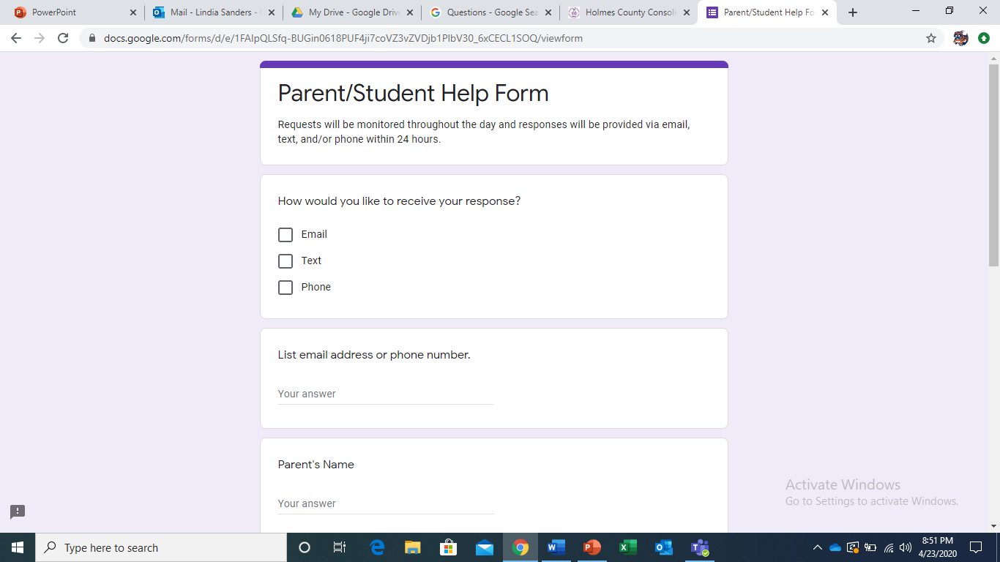 PowerPoint
Mail - Lindia Sanders -
My Drive - Google Driv
Questions - Google Sea
Holmes County Consoli
Parent/Student Help Fo
docs.google.com/forms/d/e/1FAIpQLSfq-BUGin0618PUF4ji7coVZ3vZVDjb1PIbV30_6xCECL1SOQ/viewform
Parent/Student Help Form
Requests will be monitored throughout the day and responses will be provided via email,
text, and/or phone within 24 hours.
How would you like to receive your response?
Email
Text
Phone
List email address or phone number.
Your answer
Parent's Name
Your answer
Activate Windows
Go to Settings to activate Windows.
Type here to search
8:51 PM
4/23/2020